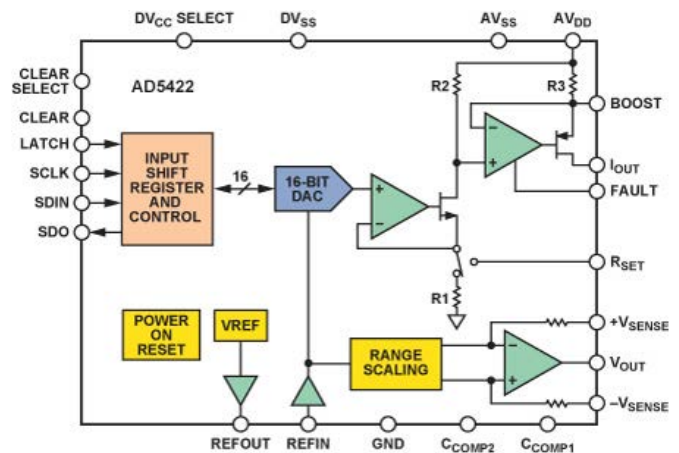 DVCC SELECT
DVSS
AVSS
AVDD
CLEAR
SELECT
AD5422
R2
R3
BOOST
CLEAR
LATCH
SCLK
SDIN
SDO
INPUT
SHIFT
REGISTER
AND
CONTROL
16
16-BIT
DAC
+
−
−
+
IOUT
FAULT
RSET
R1
POWER
ON
RESET
VREF
RANGE
SCALING
−
+
+VSENSE
VOUT
−VSENSE
REFOUT
REFIN
GND
CCOMP2
CCOMP1